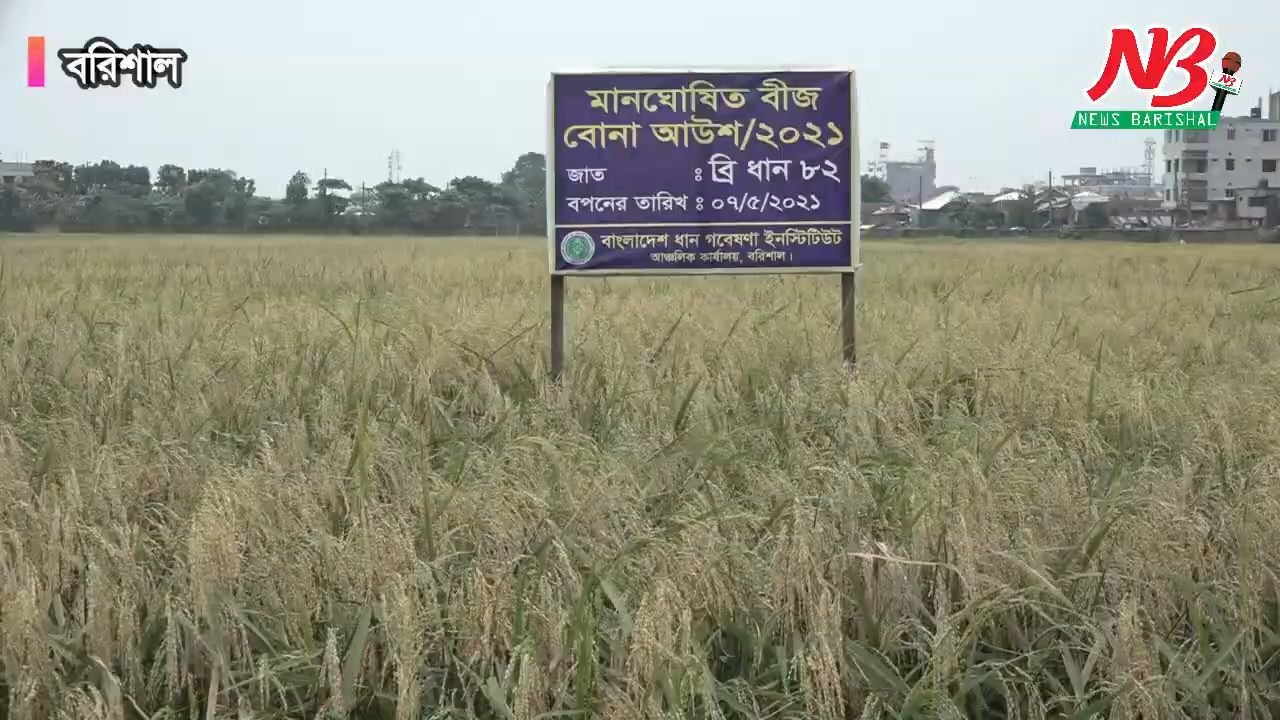 বরিশাল
NB
NB
NEWS BARISHAL
মানঘোষিত বীজ
বোনা আউশ/২০২১
জাত : ব্রি ধান ৮২
বপনের তারিখ : ০৭/৫/২০২১
বাংলাদেশ ধান গবেষণা ইনস্টিটিউট
আঞ্চলিক কার্যালয়, বরিশাল।